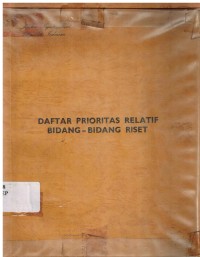 DAFTAR PRIORITAS RELATIF
BIDANG - BIDANG RISET